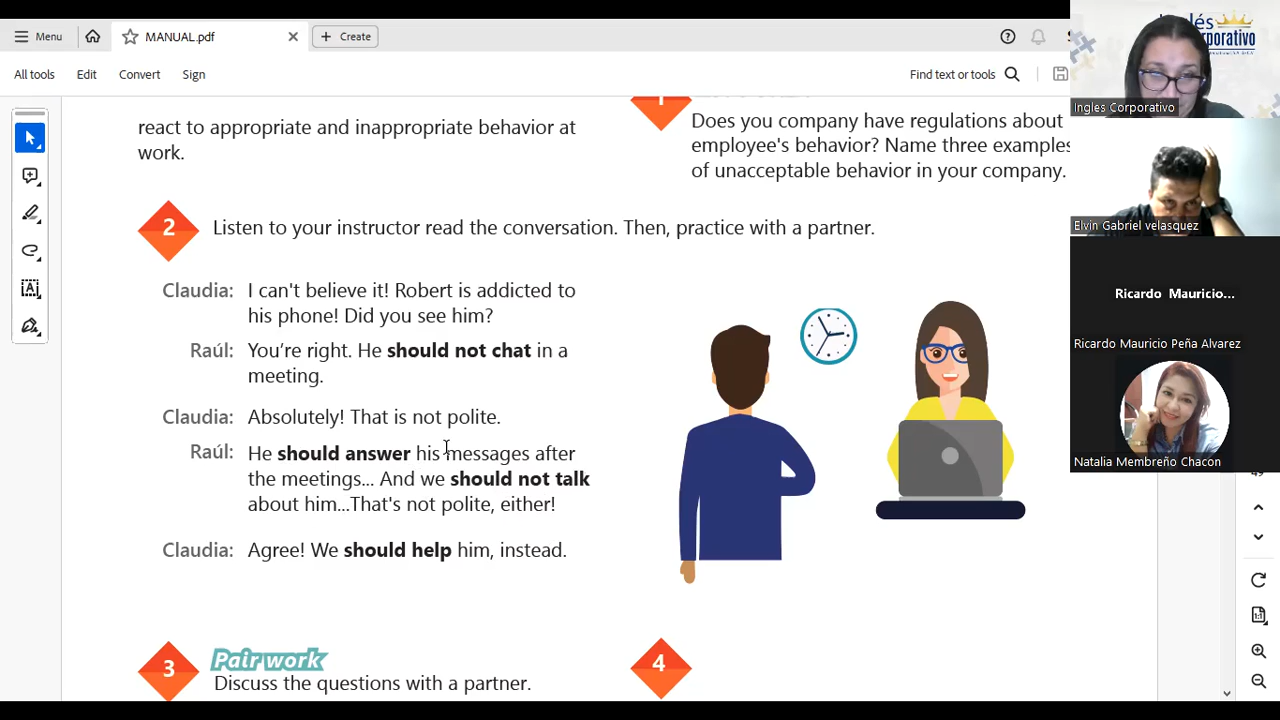 Menu
MANUAL.pdf
Create
All tools
Edit
Convert
Sign
Find text or tools
react to appropriate and inappropriate behavior at
work.
1
Does you company have regulations about
employee's behavior? Name three examples
of unacceptable behavior in your company.
2
Listen to your instructor read the conversation. Then, practice with a partner.
Claudia: I can't believe it! Robert is addicted to
his phone! Did you see him?
Raúl: You're right. He should not chat in a
meeting.
Claudia: Absolutely! That is not polite.
Raúl: He should answer his messages after
the meetings... And we should not talk
about him...That's not polite, either!
Claudia: Agree! We should help him, instead.
3
Pair work
Discuss the questions with a partner.
4
Inglés
Corporativo
Ingles Corporativo
Elvin Gabriel velasquez
Ricardo Mauricio...
Ricardo Mauricio Peña Alvarez
Natalia Membreño Chacon
49
1:1